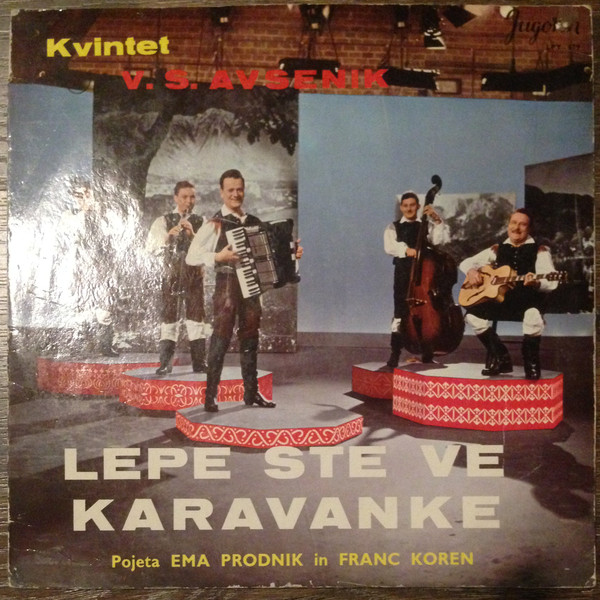 Kvintet
Jugoton
V. S. AVSENIK
LEPE STE VE
KARAVANKE
Pojeta EMA PRODNIK in FRANC KOREN